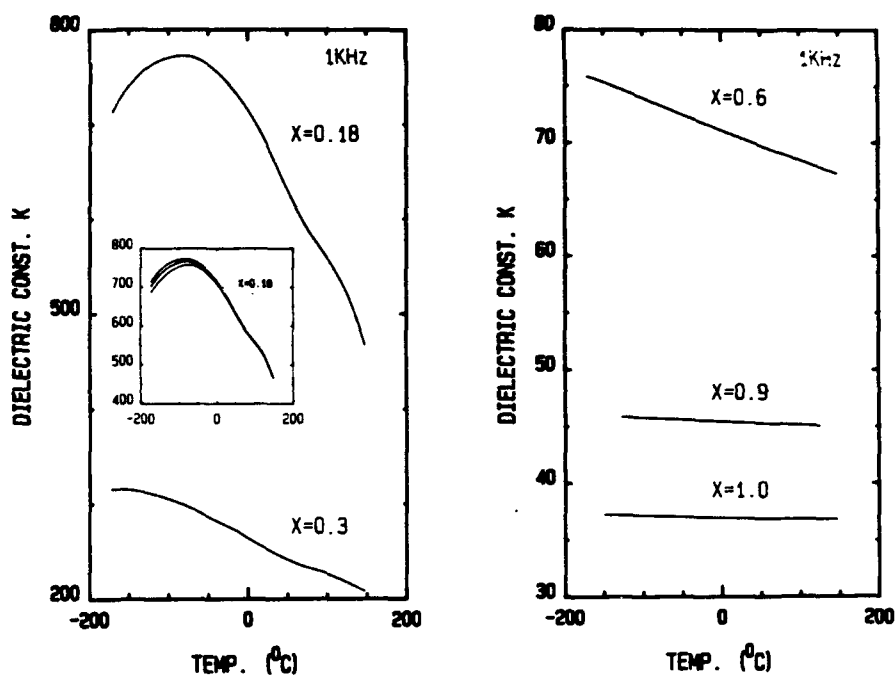 800
1KHz
X=0.18
DIELECTRIC CONST. K
500
800
700
600
500
400
X=0.18
-200
0
200
X=0.3
200
-200
0
200
TEMP. (⁰C)
80
1KHz
X=0.6
70
60
DIELECTRIC CONST. K
50
X=0.9
40
X=1.0
30
-200
0
200
TEMP. (⁰C)